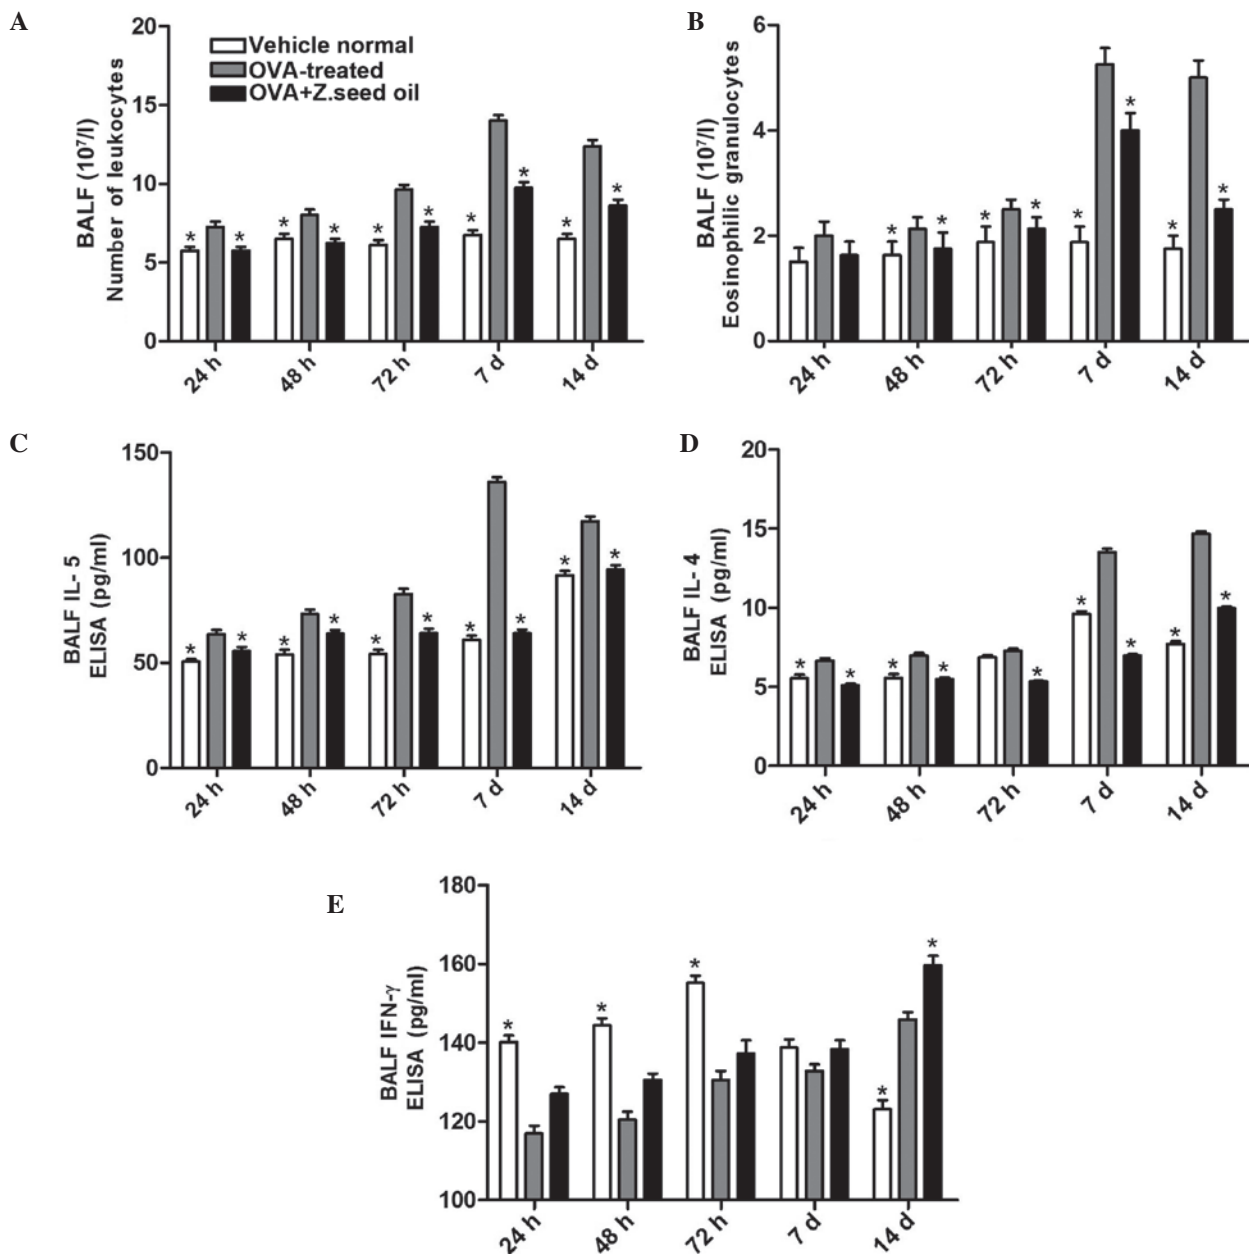 A
BALF (10⁷/l)
Number of leukocytes
20
15
10
5
0
Vehicle normal
OVA-treated
OVA+Z.seed oil
* * * * * * * * * *
24 h 48 h 72 h 7 d 14 d
B
BALF (10⁷/l)
Eosinophilic granulocytes
6
4
2
0
* * * * * * * *
24 h 48 h 72 h 7 d 14 d
C
BALF IL- 5
ELISA (pg/ml)
150
100
50
0
* * * * * * * * * *
24 h 48 h 72 h 7 d 14 d
D
BALF IL- 4
ELISA (pg/ml)
20
15
10
5
0
* * * * * * * * *
24 h 48 h 72 h 7 d 14 d
E
BALF IFN-γ
ELISA (pg/ml)
180
160
140
120
100
* * * * *
24 h 48 h 72 h 7 d 14 d